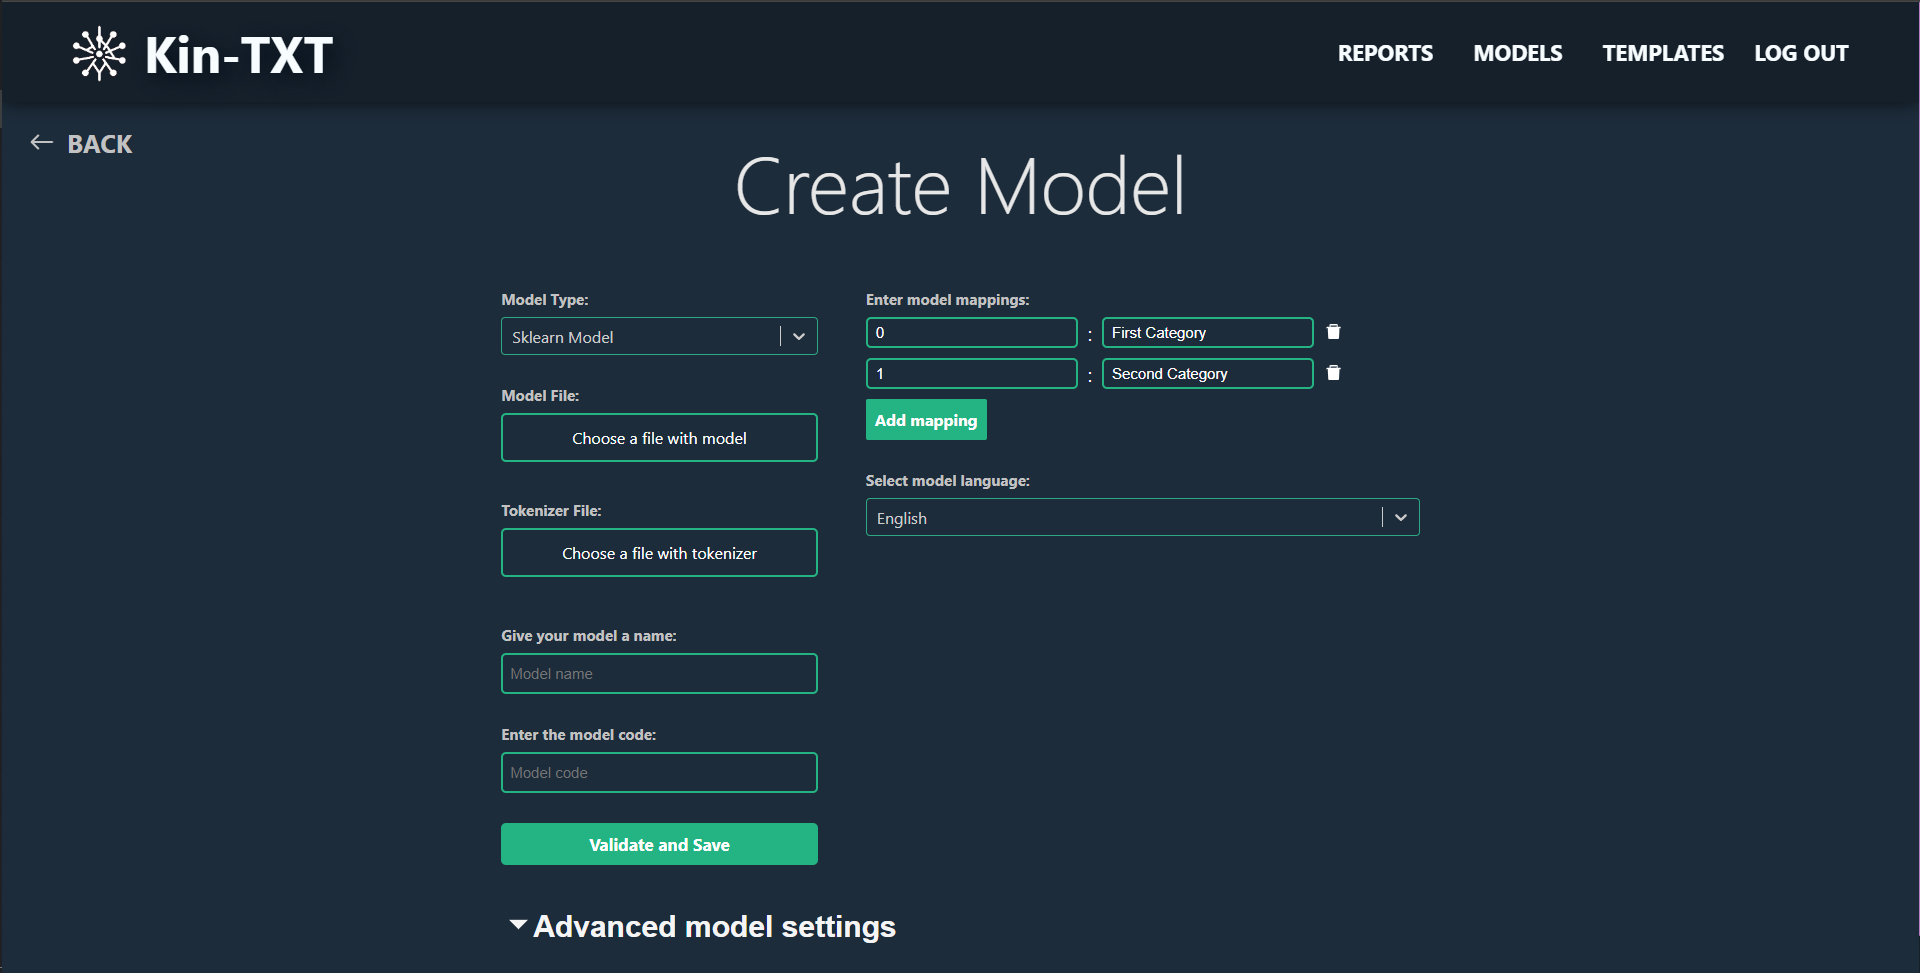 Kin-TXT
REPORTS MODELS TEMPLATES LOG OUT
← BACK
Create Model
Model Type:
Sklearn Model
Model File:
Choose a file with model
Tokenizer File:
Choose a file with tokenizer
Give your model a name:
Model name
Enter the model code:
Model code
Validate and Save
Enter model mappings:
0 : First Category
1 : Second Category
Add mapping
Select model language:
English
Advanced model settings